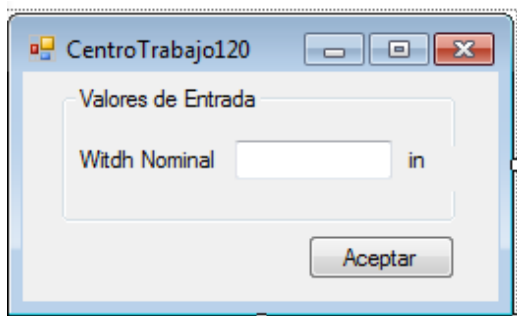 CentroTrabajo120
Valores de Entrada
Witdh Nominal in
Aceptar